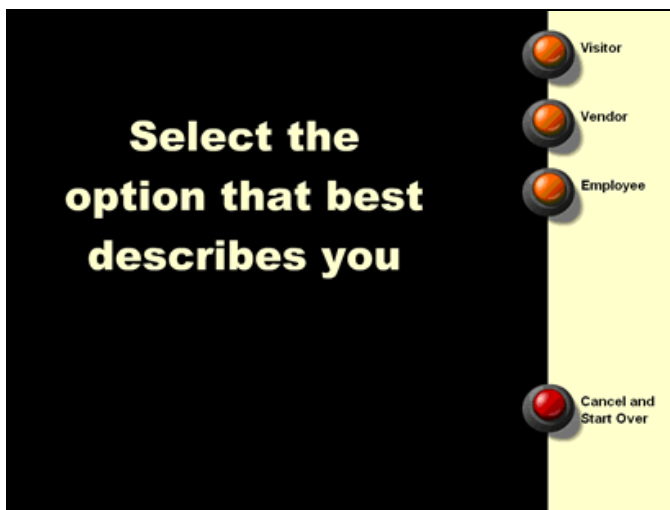 Select the
option that best
describes you
Visitor
Vendor
Employee
Cancel and
Start Over